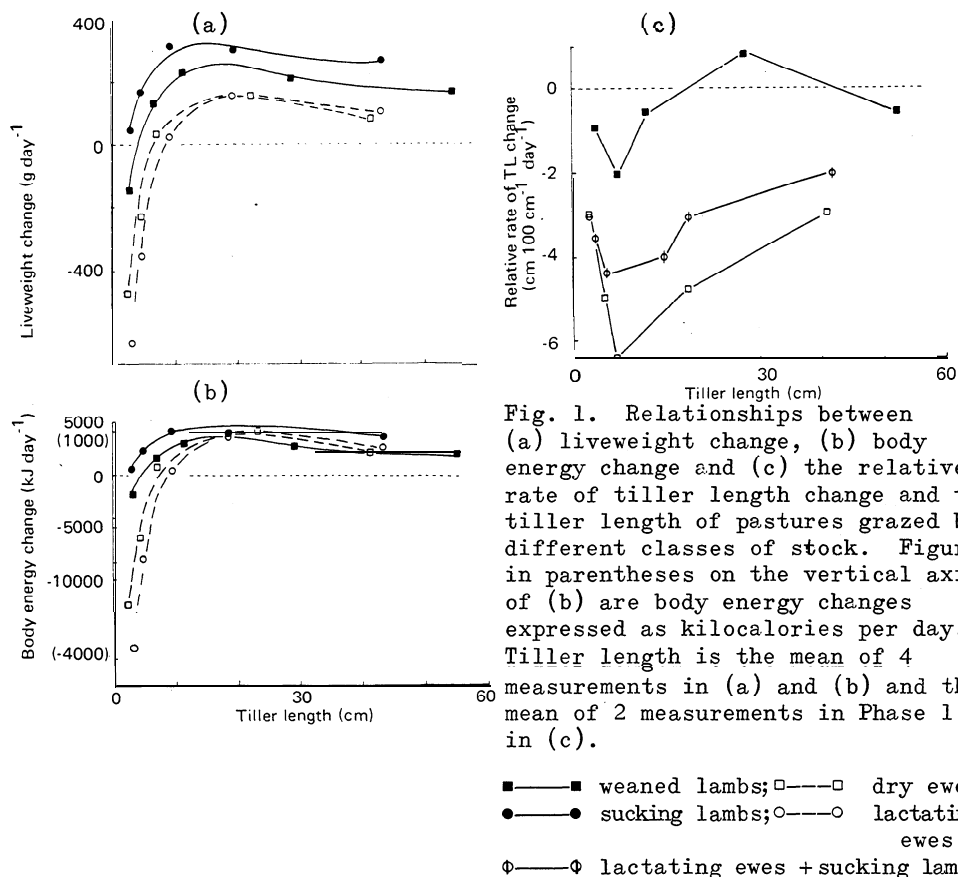 (a)
400
0
-400
Liveweight change (g day⁻¹)
(b)
5000
(1000)
0
-5000
-10000
(-4000)
Body energy change (kJ day⁻¹)
0
30
60
Tiller length (cm)
(c)
0
-2
-4
-6
Relative rate of TL change
(cm 100 cm⁻¹ day⁻¹)
0
30
60
Tiller length (cm)
Fig. 1. Relationships between
(a) liveweight change, (b) body
energy change and (c) the relative
rate of tiller length change and
tiller length of pastures grazed
different classes of stock. Figur
in parentheses on the vertical axi
of (b) are body energy changes
expressed as kilocalories per day.
Tiller length is the mean of 4
measurements in (a) and (b) and th
mean of 2 measurements in Phase 1
in (c).
weaned lambs; dry ewe
sucking lambs; lactatin
ewes
lactating ewes + sucking lam